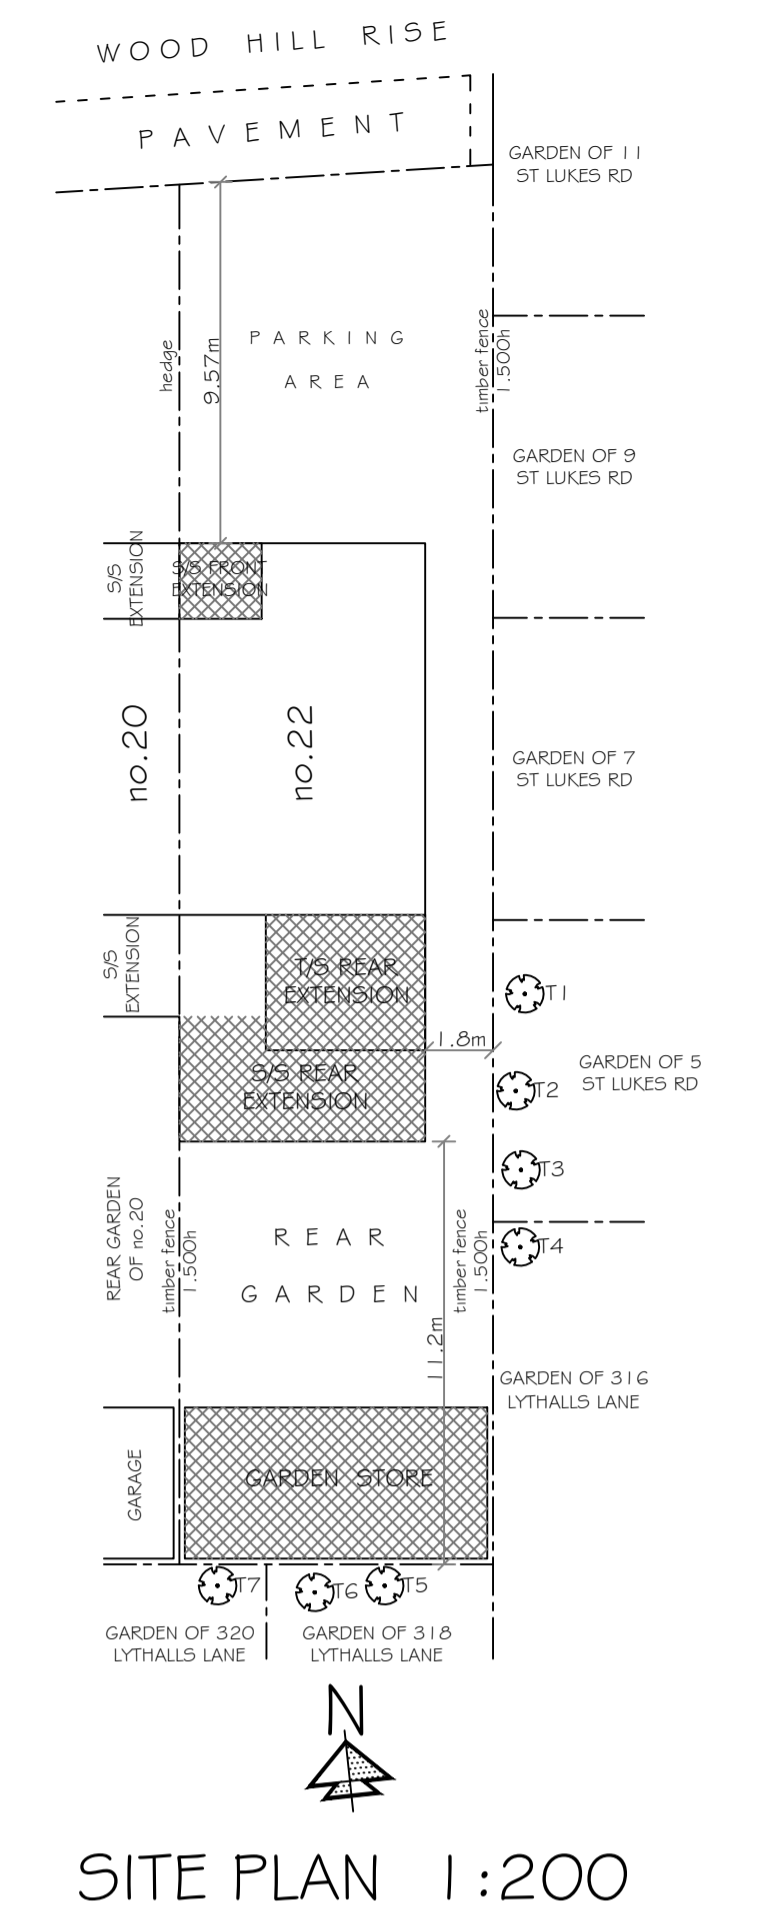 WOOD HILL RISE
PAVEMENT
GARDEN OF 11
ST LUKES RD
hedge
9.57m
PARKING
AREA
timber fence
1.500h
GARDEN OF 9
ST LUKES RD
S/S
EXTENSION
S/S FRONT
EXTENSION
no.20
no.22
GARDEN OF 7
ST LUKES RD
S/S
EXTENSION
T/S REAR
EXTENSION
T1
1.8m
GARDEN OF 5
ST LUKES RD
S/S REAR
EXTENSION
T2
T3
REAR GARDEN
OF no.20
timber fence
1.500h
REAR
GARDEN
timber fence
1.500h
T4
11.2m
GARDEN OF 316
LYTHALLS LANE
GARAGE
GARDEN STORE
T7
T6
T5
GARDEN OF 320
LYTHALLS LANE
GARDEN OF 318
LYTHALLS LANE
N
SITE PLAN 1:200